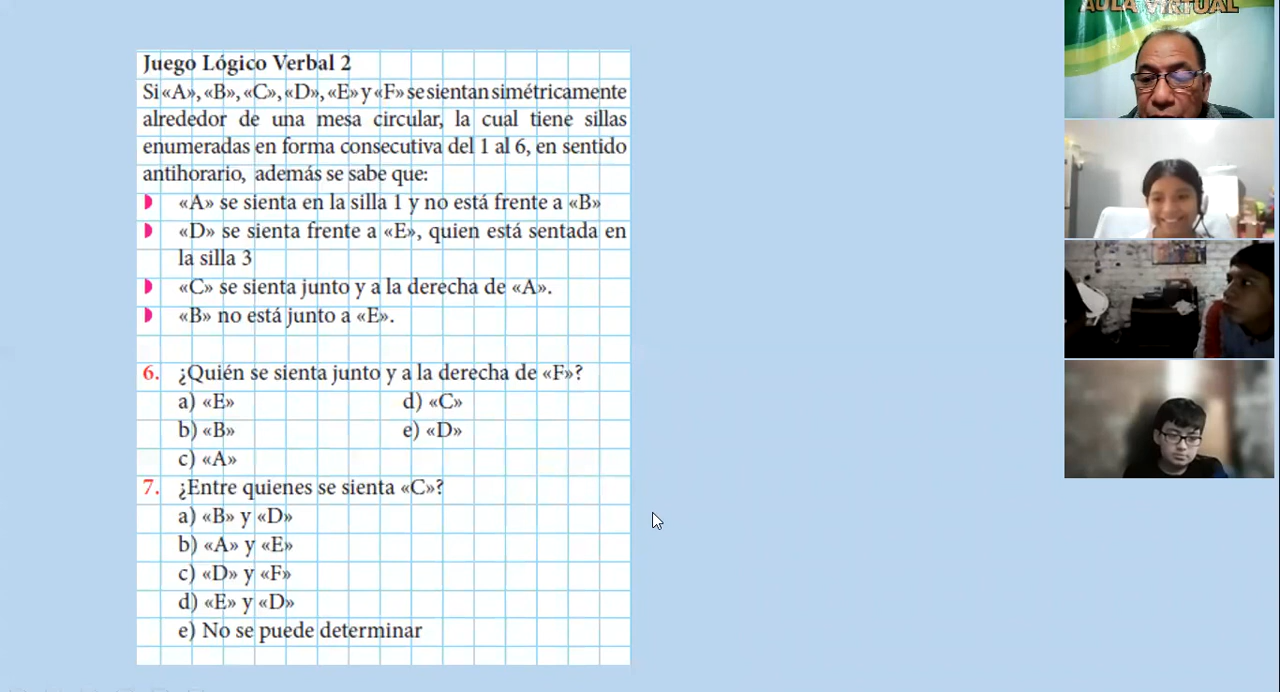 AULA VIRTUAL
Juego Lógico Verbal 2
Si «A», «B», «C», «D», «E» y «F» se sientan simétricamente
alrededor de una mesa circular, la cual tiene sillas
enumeradas en forma consecutiva del 1 al 6, en sentido
antihorario, además se sabe que:
«A» se sienta en la silla 1 y no está frente a «B»
«D» se sienta frente a «E», quien está sentada en
la silla 3
«C» se sienta junto y a la derecha de «A».
«B» no está junto a «E».
6. ¿Quién se sienta junto y a la derecha de «F»?
a) «E» d) «C»
b) «B» e) «D»
c) «A»
7. ¿Entre quienes se sienta «C»?
a) «B» y «D»
b) «A» y «E»
c) «D» y «F»
d) «E» y «D»
e) No se puede determinar